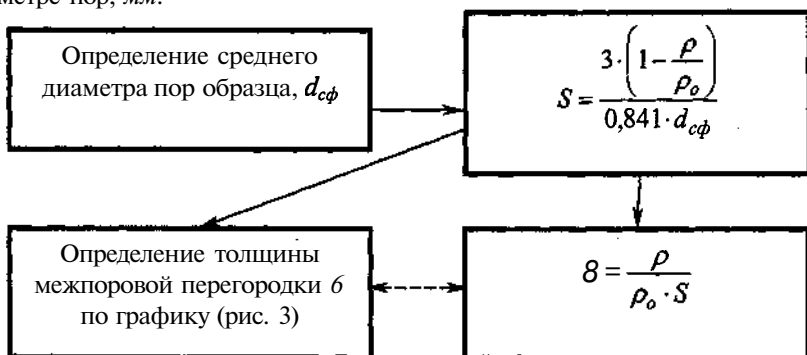 метре пор, мм.
Определение среднего
диаметра пор образца, d_сф
S = 3·(1 − ρ/ρ_o) / 0,841·d_сф
Определение толщины
межпоровой перегородки 6
по графику (рис. 3)
8 = ρ / ρ_o·S